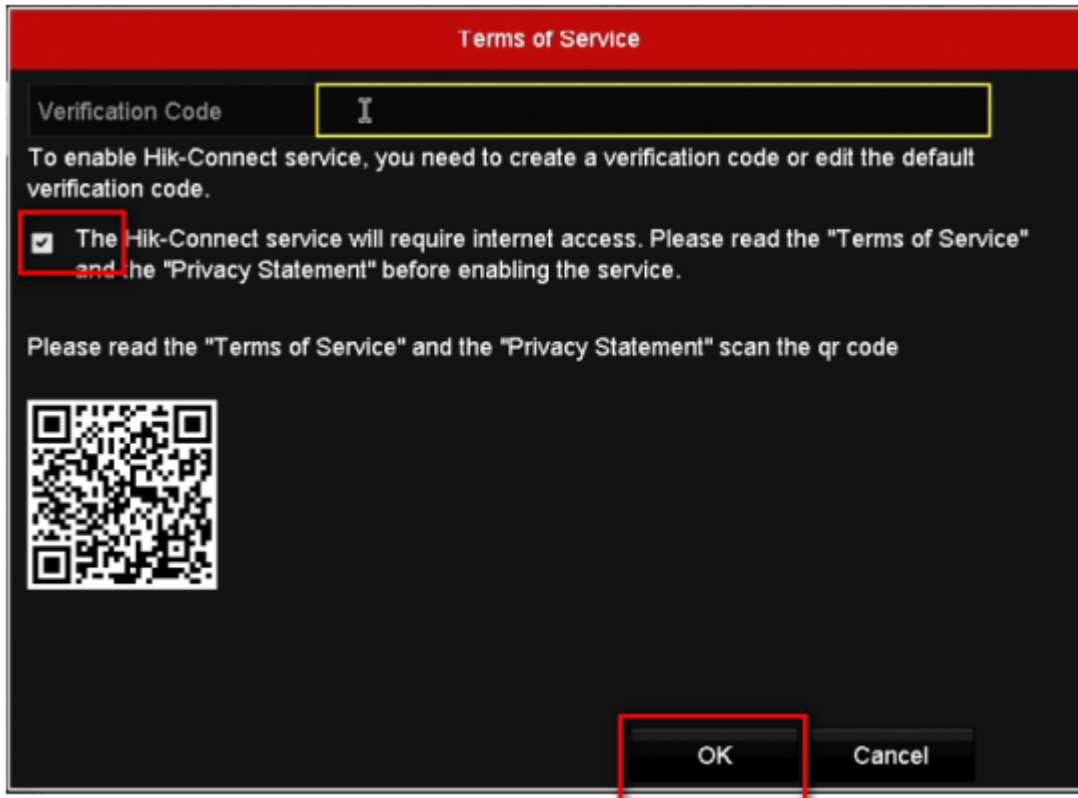 Terms of Service
Verification Code
To enable Hik-Connect service, you need to create a verification code or edit the default
verification code.
The Hik-Connect service will require internet access. Please read the "Terms of Service"
and the "Privacy Statement" before enabling the service.
Please read the "Terms of Service" and the "Privacy Statement" scan the qr code
OK Cancel